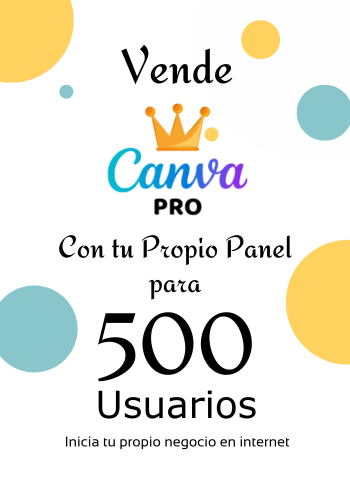 Vende
Canva
PRO
Con tu Propio Panel
para
500
Usuarios
Inicia tu propio negocio en internet